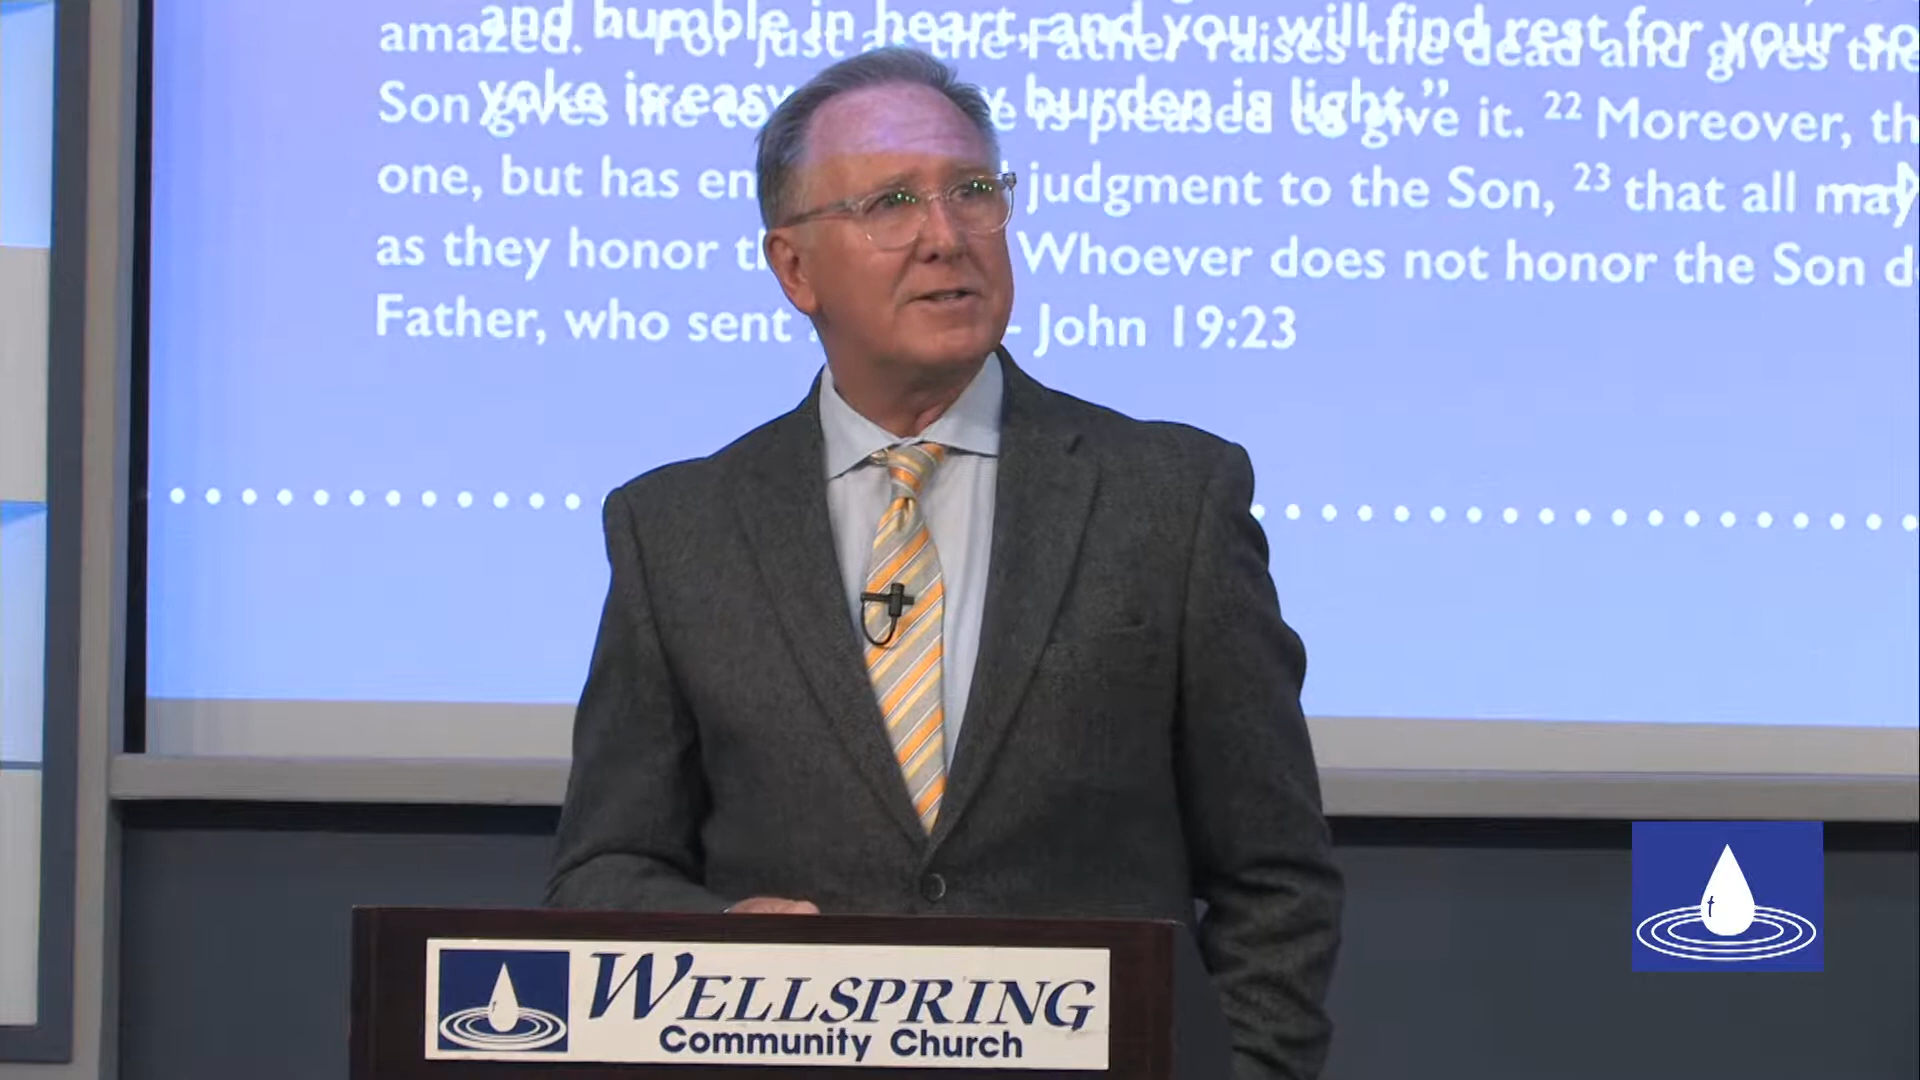 and humble in heart, and you will find rest for your so
amazed. For just as the Father raises the dead and gives the
yoke is easy burden is light."
Son gives life to is pleased to give it. 22 Moreover, th
one, but has en judgment to the Son, 23 that all may
as they honor th Whoever does not honor the Son d
Father, who sent - John 19:23
WELLSPRING
Community Church